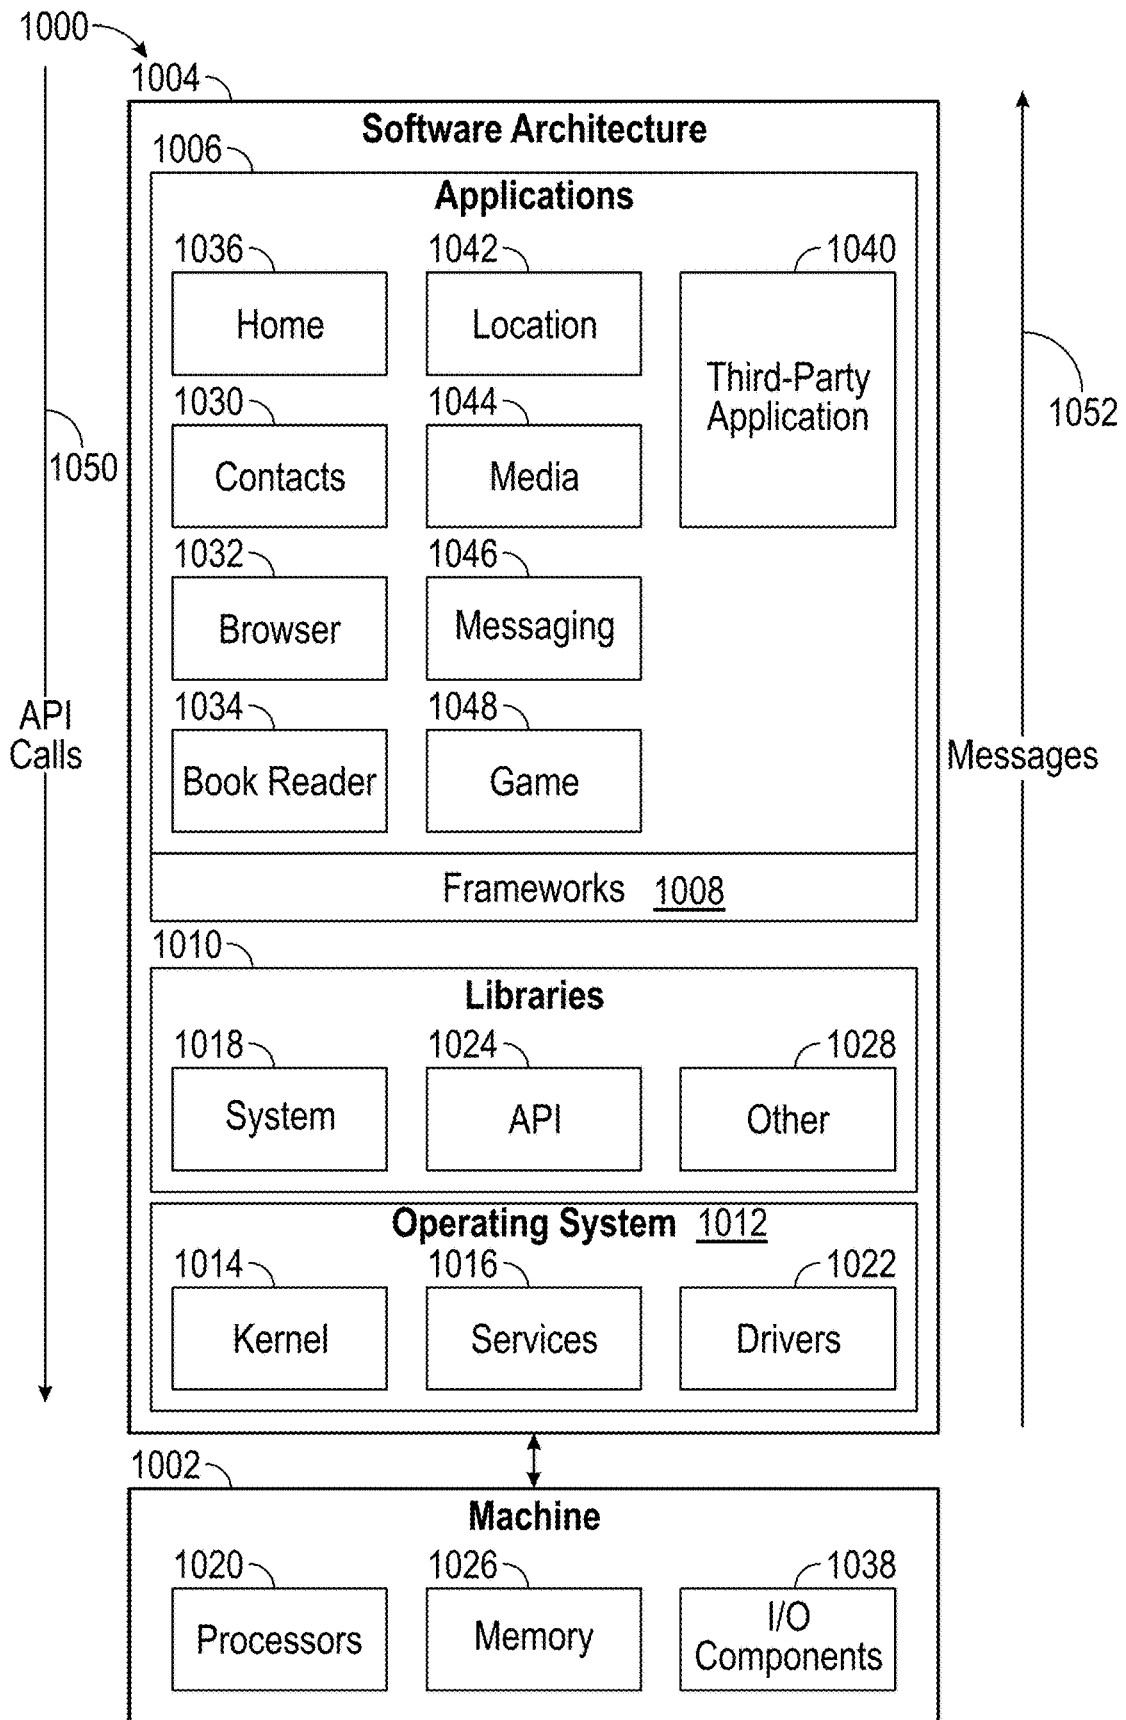 1000
1004
Software Architecture
1006
Applications
1036
1042
1040
Home
Location
Third-Party
Application
1030
1044
1052
1050
Contacts
Media
1032
1046
Browser
Messaging
1034
1048
API
Calls
Messages
Book Reader
Game
Frameworks 1008
1010
Libraries
1018
1024
1028
System
API
Other
Operating System 1012
1014
1016
1022
Kernel
Services
Drivers
1002
Machine
1020
1026
1038
Processors
Memory
I/O
Components